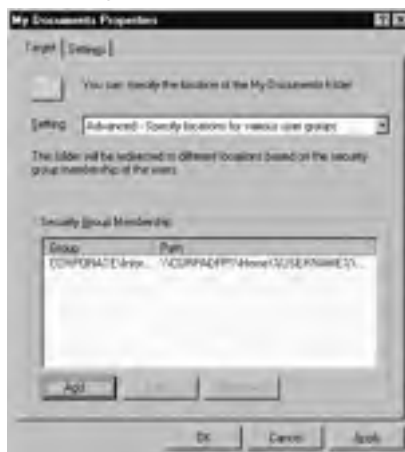 My Documents Properties
Target Settings
You can specify the location of the My Documents folder
Setting: Advanced - Specify locations for various user groups
This folder will be redirected to different locations based on the security
group membership of the users.
Security Group Membership
Group Path
Add
OK Cancel Apply